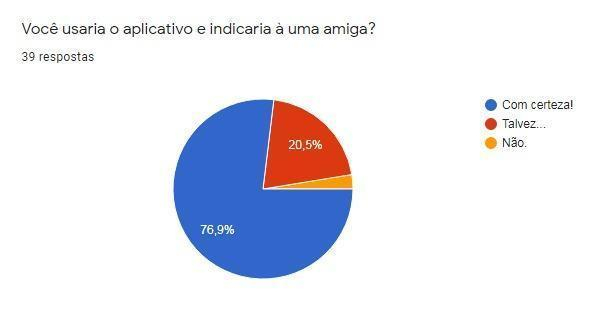 Você usaria o aplicativo e indicaria à uma amiga?
39 respostas
Com certeza!
Talvez...
Não.
20,5%
76,9%